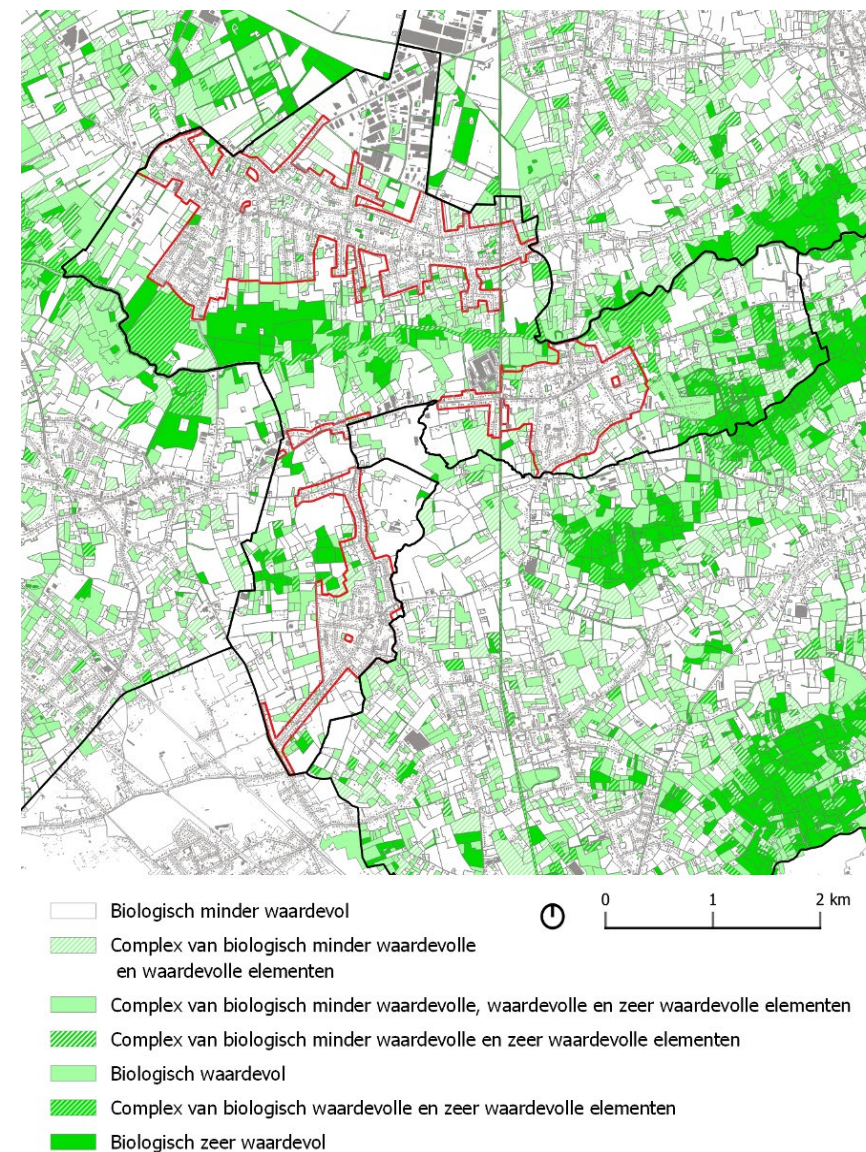 Biologisch minder waardevol
0 1 2 km
Complex van biologisch minder waardevolle
en waardevolle elementen
Complex van biologisch minder waardevolle, waardevolle en zeer waardevolle elementen
Complex van biologisch minder waardevolle en zeer waardevolle elementen
Biologisch waardevol
Complex van biologisch waardevolle en zeer waardevolle elementen
Biologisch zeer waardevol